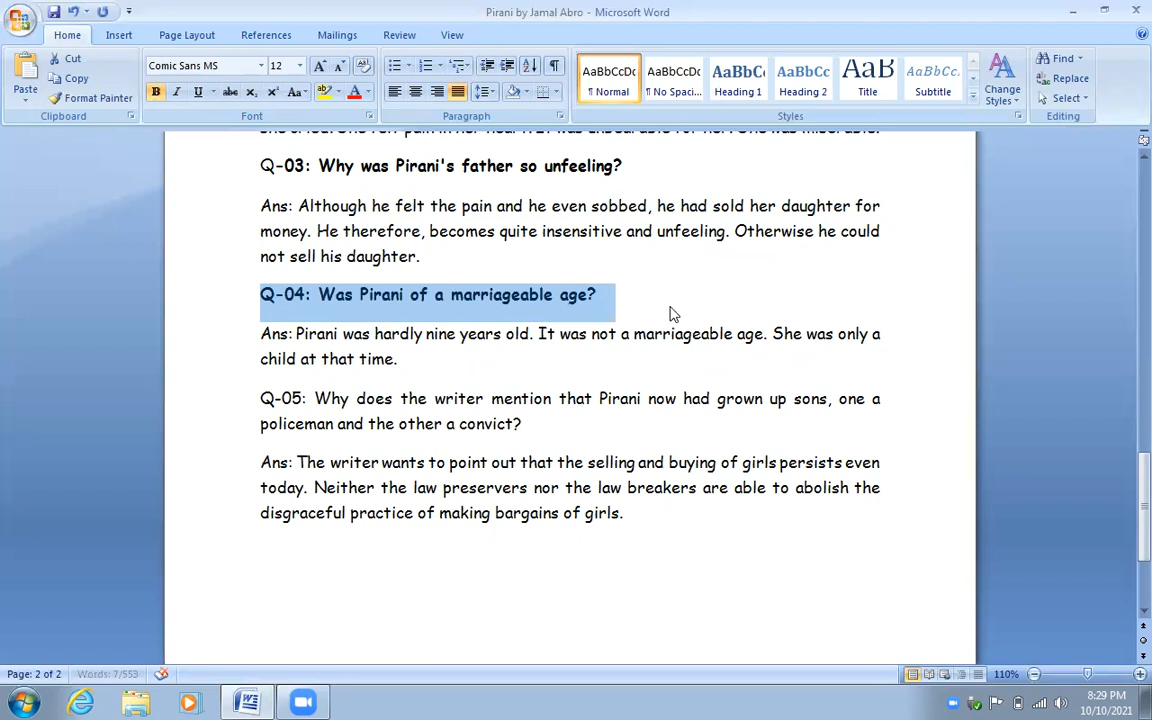 Pirani by Jamal Abro - Microsoft Word
Home Insert Page Layout References Mailings Review View
Paste
Cut
Copy
Format Painter
Clipboard
Comic Sans MS 12
Font
Paragraph
AaBbCcDc AaBbCcDc AaBbC AaBbCc AaB AaBbCc.
¶ Normal ¶ No Spaci... Heading 1 Heading 2 Title Subtitle
Styles
Change Styles
Find
Replace
Select
Editing
Q-03: Why was Pirani's father so unfeeling?
Ans: Although he felt the pain and he even sobbed, he had sold her daughter for
money. He therefore, becomes quite insensitive and unfeeling. Otherwise he could
not sell his daughter.
Q-04: Was Pirani of a marriageable age?
Ans: Pirani was hardly nine years old. It was not a marriageable age. She was only a
child at that time.
Q-05: Why does the writer mention that Pirani now had grown up sons, one a
policeman and the other a convict?
Ans: The writer wants to point out that the selling and buying of girls persists even
today. Neither the law preservers nor the law breakers are able to abolish the
disgraceful practice of making bargains of girls.
Page: 2 of 2 Words: 7/553 110%
8:29 PM
10/10/2021